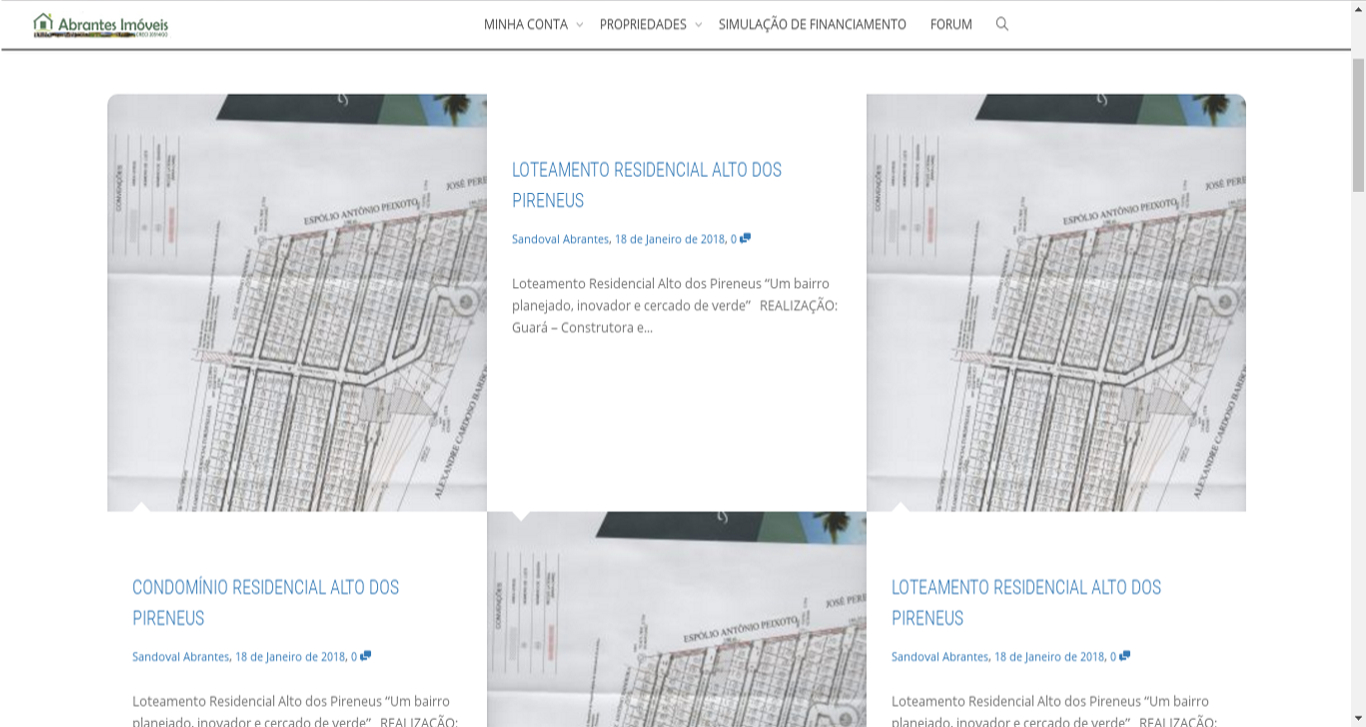 Abrantes Imóveis
MINHA CONTA
PROPRIEDADES
SIMULAÇÃO DE FINANCIAMENTO
FORUM
CONVENÇÕES
ESPÓLIO ANTÔNIO PEIXOTO
JOSÉ PERE
ALEXANDRE CARDOSO BARBO
LOTEAMENTO RESIDENCIAL ALTO DOS
PIRENEUS
Sandoval Abrantes, 18 de Janeiro de 2018, 0
Loteamento Residencial Alto dos Pireneus “Um bairro
planejado, inovador e cercado de verde” REALIZAÇÃO:
Guará – Construtora e...
CONVENÇÕES
ESPÓLIO ANTÔNIO PEIXOTO
JOSÉ PERE
ALEXANDRE CARDOSO BARBO
CONDOMÍNIO RESIDENCIAL ALTO DOS
PIRENEUS
Sandoval Abrantes, 18 de Janeiro de 2018, 0
Loteamento Residencial Alto dos Pireneus “Um bairro
planejado, inovador e cercado de verde” REALIZAÇÃO:
CONVENÇÕES
ESPÓLIO ANTÔNIO PEIXOTO
JOSÉ PERE
LOTEAMENTO RESIDENCIAL ALTO DOS
PIRENEUS
Sandoval Abrantes, 18 de Janeiro de 2018, 0
Loteamento Residencial Alto dos Pireneus “Um bairro
planejado, inovador e cercado de verde” REALIZAÇÃO: